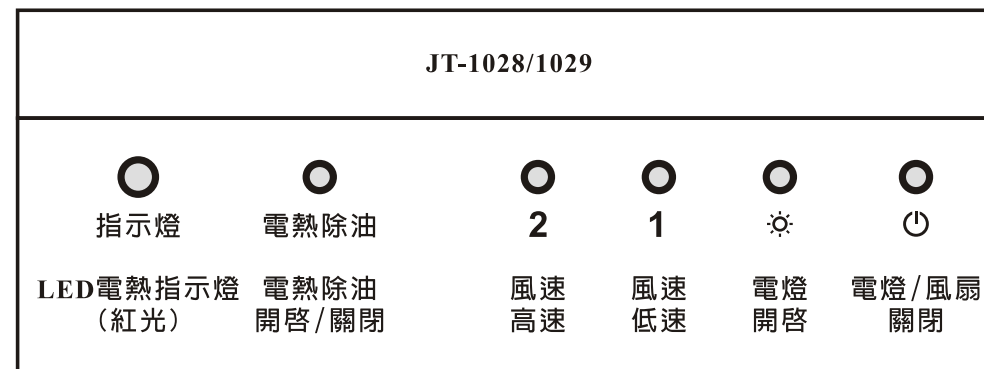 JT-1028/1029
指示燈 電熱除油 2 1
LED電熱指示燈 電熱除油 風速 風速 電燈 電燈/風扇
（紅光） 開啓/關閉 高速 低速 開啓 關閉